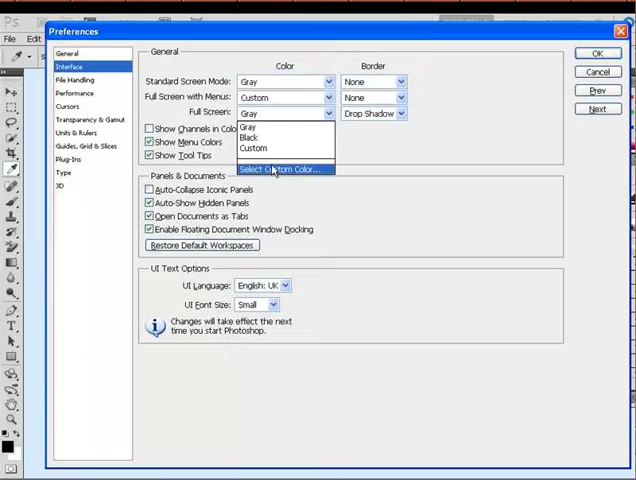 Ps
File
Preferences
General
Interface
File Handling
Performance
Cursors
Transparency & Gamut
Units & Rulers
Guides, Grid & Slices
Plug-Ins
Type
3D
General
Color Border
Standard Screen Mode: Gray None
Full Screen with Menus: Custom None
Full Screen: Gray Drop Shadow
Gray
Black
Custom
Select Custom Color...
Show Channels in Colo
Show Menu Colors
Show Tool Tips
Panels & Documents
Auto-Collapse Iconic Panels
Auto-Show Hidden Panels
Open Documents as Tabs
Enable Floating Document Window Docking
Restore Default Workspaces
UI Text Options
UI Language: English: UK
UI Font Size: Small
Changes will take effect the next
time you start Photoshop.
OK
Cancel
Prev
Next